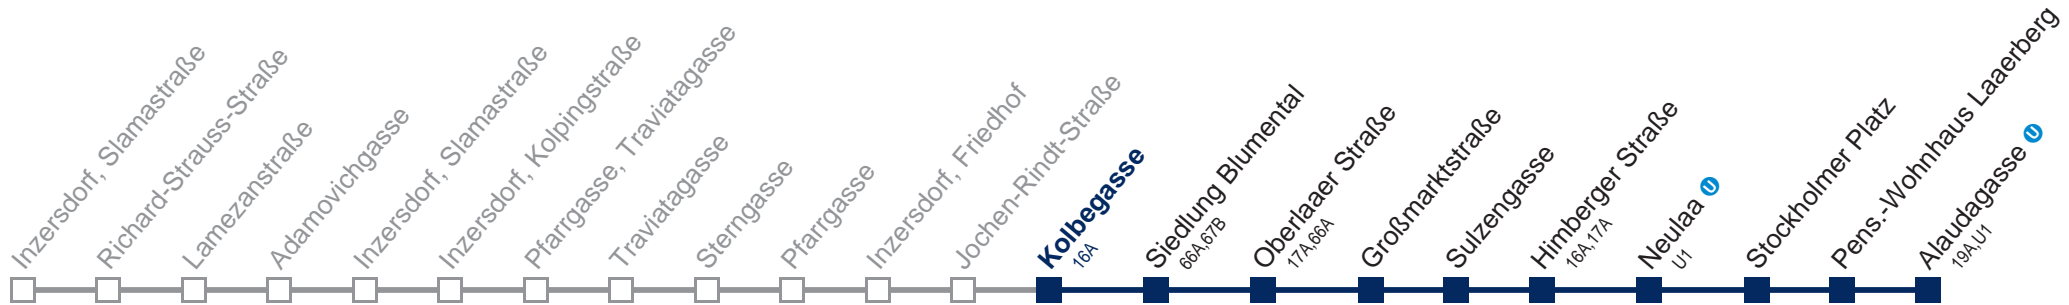 Inzersdorf, Slamastraße
Richard-Strauss-Straße
Lamezanstraße
Adamovichgasse
Inzersdorf, Slamastraße
Inzersdorf, Kolpingstraße
Pfarrgasse, Traviatagasse
Traviatagasse
Sterngasse
Pfarrgasse
Inzersdorf, Friedhof
Jochen-Rindt-Straße
Kolbegasse
16A
Siedlung Blumental
66A,67B
Oberlaaer Straße
17A,66A
Großmarktstraße
Sulzengasse
Himberger Straße
16A,17A
Neulaa U
U1
Stockholmer Platz
Pens.-Wohnhaus Laaerberg
Alaudagasse U
19A,U1